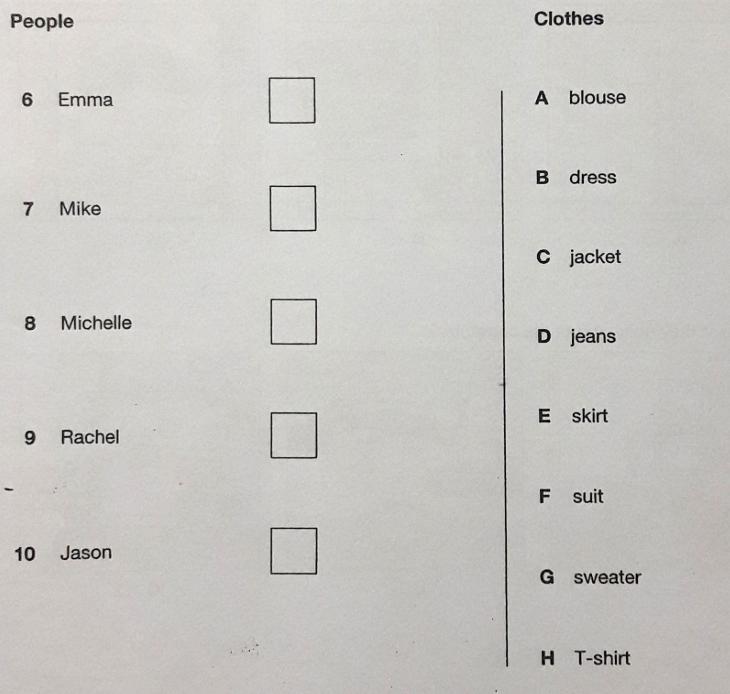 People
6 Emma
7 Mike
8 Michelle
9 Rachel
10 Jason
Clothes
A blouse
B dress
C jacket
D jeans
E skirt
F suit
G sweater
H T-shirt